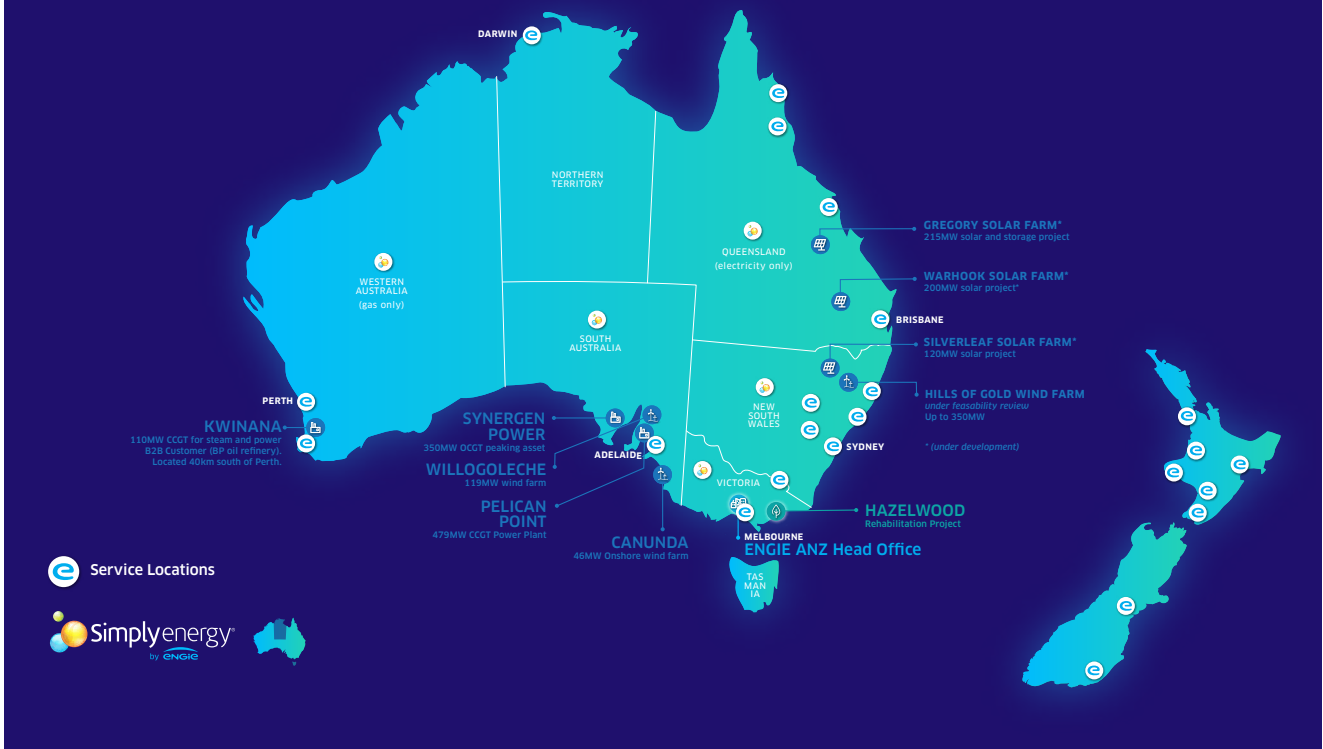 DARWIN
NORTHERN
TERRITORY
GREGORY SOLAR FARM*
215MW solar and storage project
QUEENSLAND
(electricity only)
WARHOOK SOLAR FARM*
200MW solar project*
WESTERN
AUSTRALIA
(gas only)
BRISBANE
SOUTH
AUSTRALIA
SILVERLEAF SOLAR FARM*
120MW solar project
HILLS OF GOLD WIND FARM
under feasability review
Up to 350MW
* (under development)
NEW
SOUTH
WALES
SYDNEY
PERTH
KWINANA
110MW CCGT for steam and power
B2B Customer (BP oil refinery).
Located 40km south of Perth.
SYNERGEN
POWER
350MW OCGT peaking asset
ADELAIDE
WILLOGOLECHE
119MW wind farm
PELICAN
POINT
479MW CCGT Power Plant
CANUNDA
46MW Onshore wind farm
VICTORIA
HAZELWOOD
Rehabilitation Project
MELBOURNE
ENGIE ANZ Head Office
TAS
MAN
IA
Service Locations
Simplyenergy®
by ENGIE